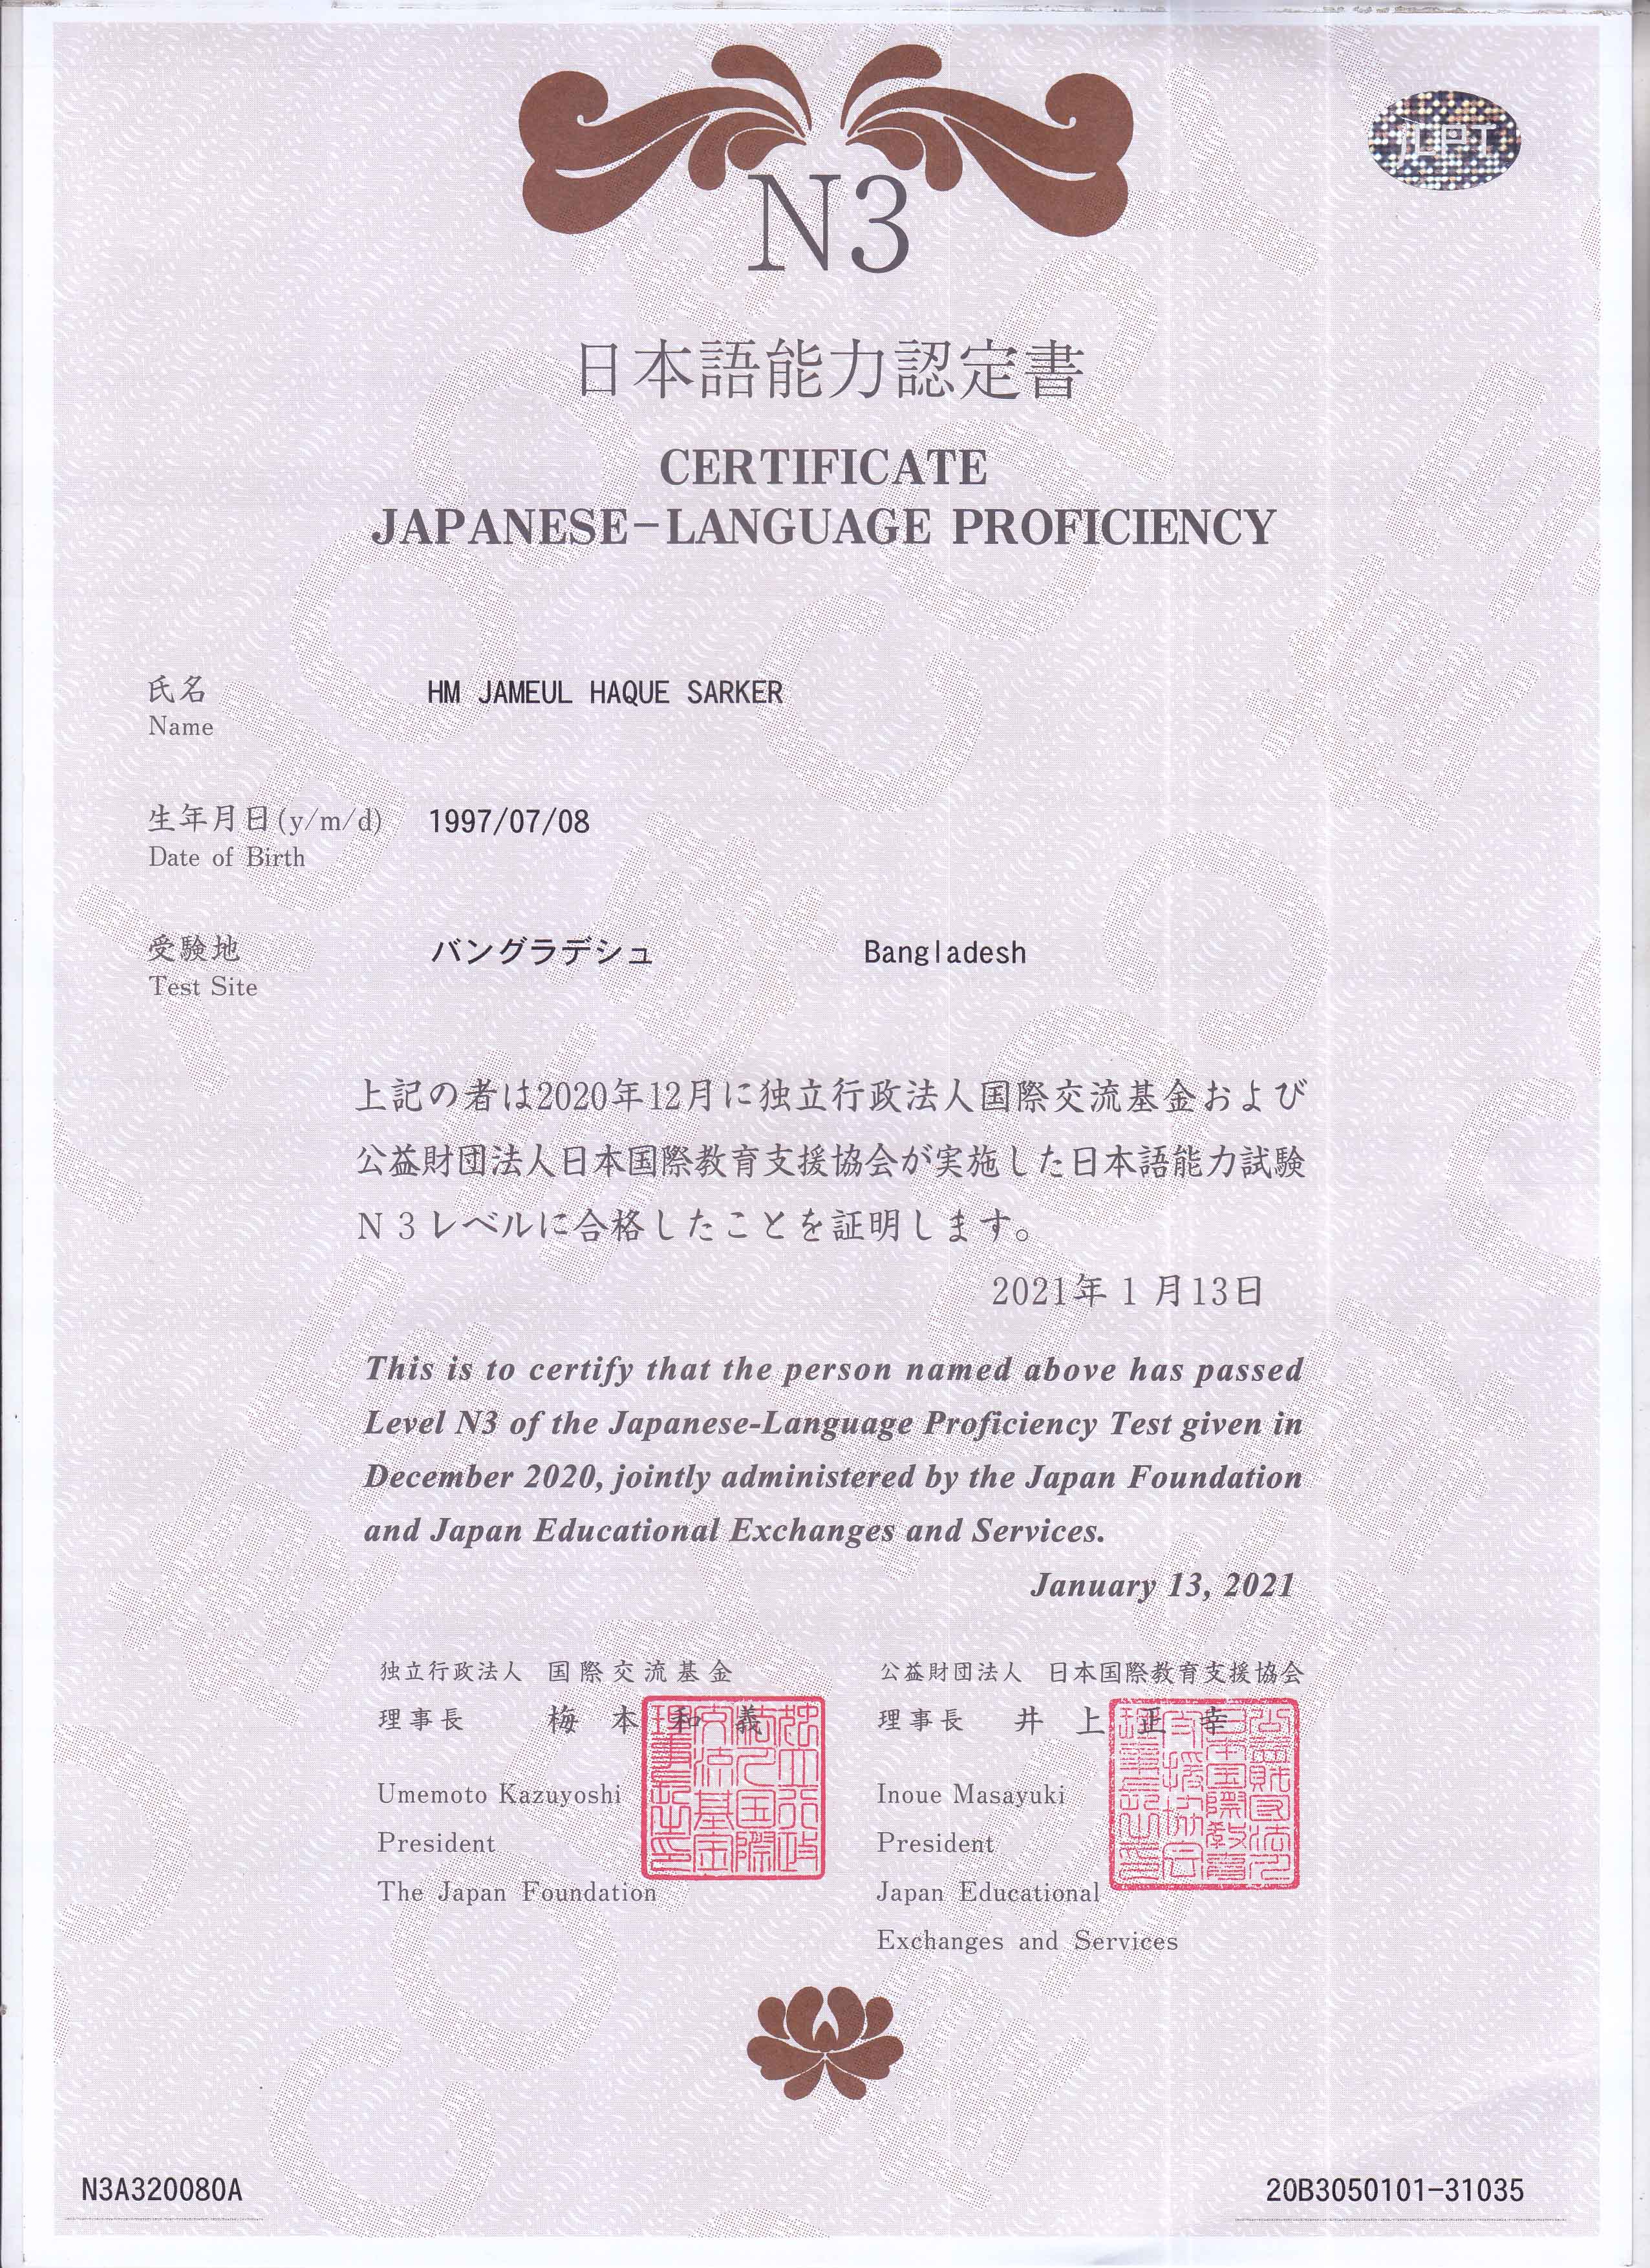 JLPT
N3
日本語能力認定書
CERTIFICATE
JAPANESE-LANGUAGE PROFICIENCY
氏名 HM JAMEUL HAQUE SARKER
Name
生年月日(y/m/d) 1997/07/08
Date of Birth
受験地 バングラデシュ Bangladesh
Test Site
上記の者は2020年12月に独立行政法人国際交流基金および
公益財団法人日本国際教育支援協会が実施した日本語能力試験
N3レベルに合格したことを証明します。
2021年1月13日
This is to certify that the person named above has passed
Level N3 of the Japanese-Language Proficiency Test given in
December 2020, jointly administered by the Japan Foundation
and Japan Educational Exchanges and Services.
January 13, 2021
独立行政法人 国際交流基金
理事長 梅本和義
Umemoto Kazuyoshi
President
The Japan Foundation
公益財団法人 日本国際教育支援協会
理事長 井上正幸
Inoue Masayuki
President
Japan Educational
Exchanges and Services
N3A320080A
20B3050101-31035